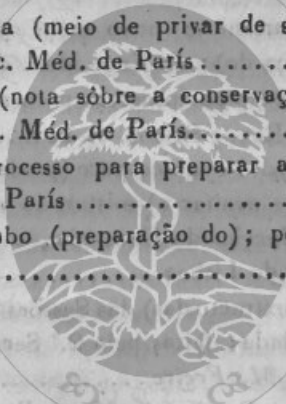 a (meio de privar de s
c. Méd. de París........
(nota sôbre a conservaç
. Méd. de París........
rocesso para preparar a
París ..................
bo (preparação do); p
........................